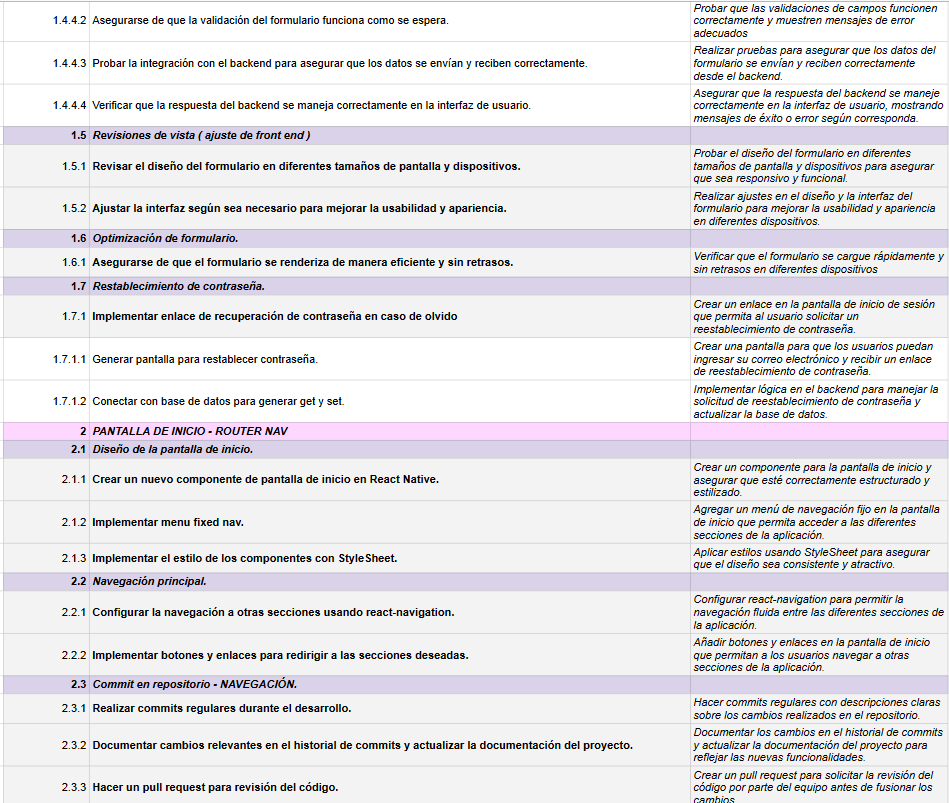 1.4.4.2 Asegurarse de que la validación del formulario funciona como se espera.
Probar que las validaciones de campos funcionen
correctamente y muestren mensajes de error
adecuados
1.4.4.3 Probar la integración con el backend para asegurar que los datos se envían y reciben correctamente.
Realizar pruebas para asegurar que los datos del
formulario se envían y reciben correctamente
desde el backend.
1.4.4.4 Verificar que la respuesta del backend se maneja correctamente en la interfaz de usuario.
Asegurar que la respuesta del backend se maneje
correctamente en la interfaz de usuario, mostrando
mensajes de éxito o error según corresponda.
1.5 Revisiones de vista ( ajuste de front end )
1.5.1 Revisar el diseño del formulario en diferentes tamaños de pantalla y dispositivos.
Probar el diseño del formulario en diferentes
tamaños de pantalla y dispositivos para asegurar
que sea responsivo y funcional.
1.5.2 Ajustar la interfaz según sea necesario para mejorar la usabilidad y apariencia.
Realizar ajustes en el diseño y la interfaz del
formulario para mejorar la usabilidad y apariencia
en diferentes dispositivos.
1.6 Optimización de formulario.
1.6.1 Asegurarse de que el formulario se renderiza de manera eficiente y sin retrasos.
Verificar que el formulario se cargue rápidamente y
sin retrasos en diferentes dispositivos
1.7 Restablecimiento de contraseña.
1.7.1 Implementar enlace de recuperación de contraseña en caso de olvido
Crear un enlace en la pantalla de inicio de sesión
que permita al usuario solicitar un
reestablecimiento de contraseña.
1.7.1.1 Generar pantalla para restablecer contraseña.
Crear una pantalla para que los usuarios puedan
ingresar su correo electrónico y recibir un enlace
de reestablecimiento de contraseña.
1.7.1.2 Conectar con base de datos para generar get y set.
Implementar lógica en el backend para manejar la
solicitud de reestablecimiento de contraseña y
actualizar la base de datos.
2 PANTALLA DE INICIO - ROUTER NAV
2.1 Diseño de la pantalla de inicio.
2.1.1 Crear un nuevo componente de pantalla de inicio en React Native.
Crear un componente para la pantalla de inicio y
asegurar que esté correctamente estructurado y
estilizado.
2.1.2 Implementar menu fixed nav.
Agregar un menú de navegación fijo en la pantalla
de inicio que permita acceder a las diferentes
secciones de la aplicación.
2.1.3 Implementar el estilo de los componentes con StyleSheet.
Aplicar estilos usando StyleSheet para asegurar
que el diseño sea consistente y atractivo.
2.2 Navegación principal.
2.2.1 Configurar la navegación a otras secciones usando react-navigation.
Configurar react-navigation para permitir la
navegación fluida entre las diferentes secciones de
la aplicación.
2.2.2 Implementar botones y enlaces para redirigir a las secciones deseadas.
Añadir botones y enlaces en la pantalla de inicio
que permitan a los usuarios navegar a otras
secciones de la aplicación.
2.3 Commit en repositorio - NAVEGACIÓN.
2.3.1 Realizar commits regulares durante el desarrollo.
Hacer commits regulares con descripciones claras
sobre los cambios realizados en el repositorio.
2.3.2 Documentar cambios relevantes en el historial de commits y actualizar la documentación del proyecto.
Documentar los cambios en el historial de commits
y actualizar la documentación del proyecto para
reflejar las nuevas funcionalidades.
2.3.3 Hacer un pull request para revisión del código.
Crear un pull request para solicitar la revisión del
código por parte del equipo antes de fusionar los
cambios.